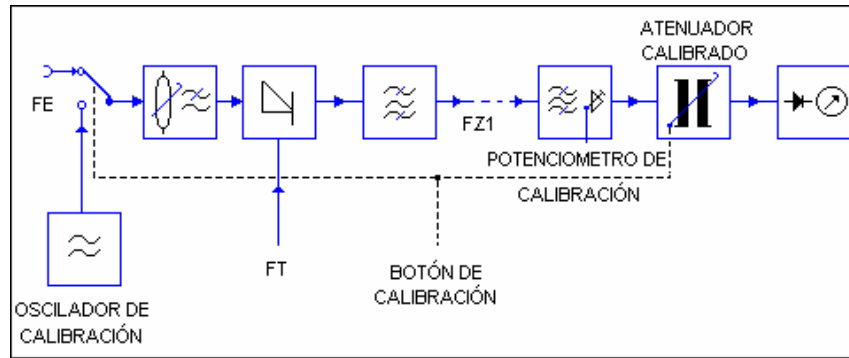 ATENUADOR
CALIBRADO
FE
FZ1
POTENCIOMETRO DE
CALIBRACIÓN
FT
BOTÓN DE
CALIBRACIÓN
OSCILADOR DE
CALIBRACIÓN